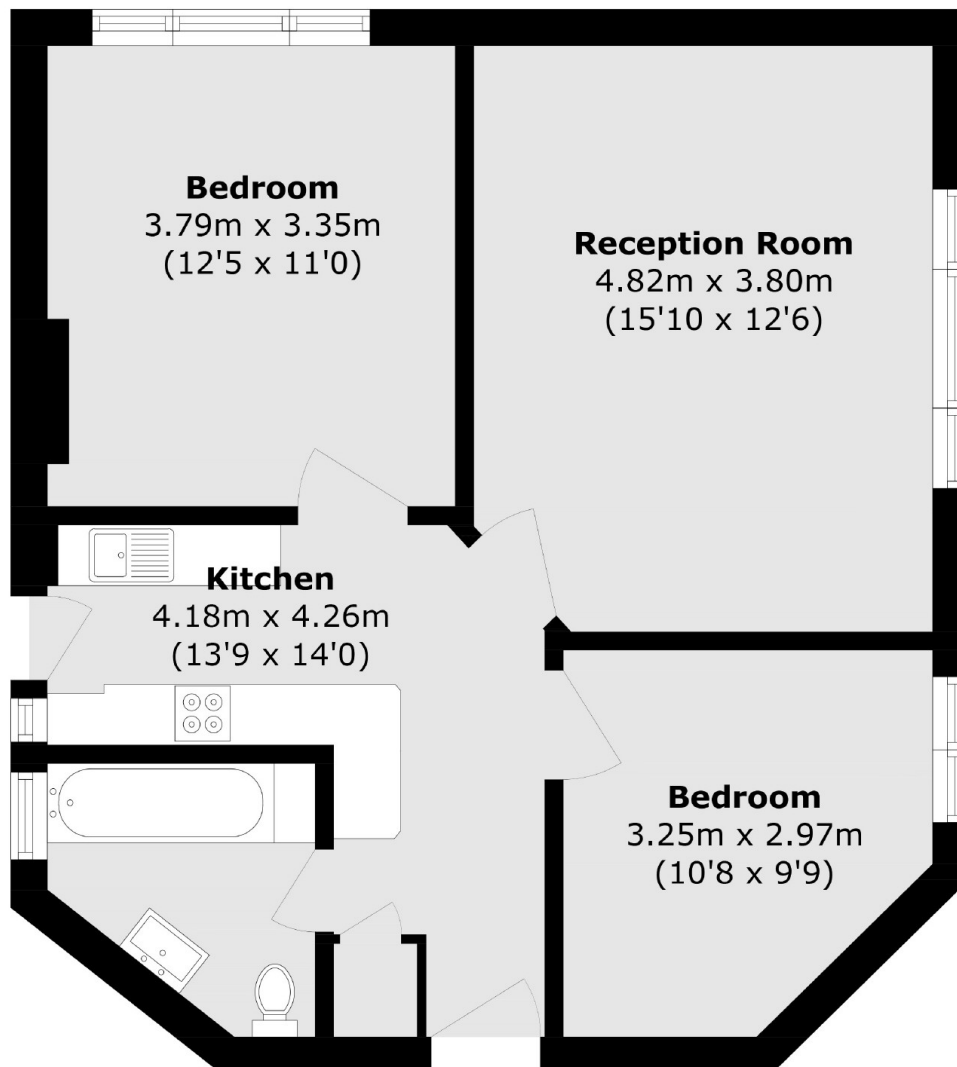 Bedroom
3.79m x 3.35m
(12'5 x 11'0)
Reception Room
4.82m x 3.80m
(15'10 x 12'6)
Kitchen
4.18m x 4.26m
(13'9 x 14'0)
Bedroom
3.25m x 2.97m
(10'8 x 9'9)